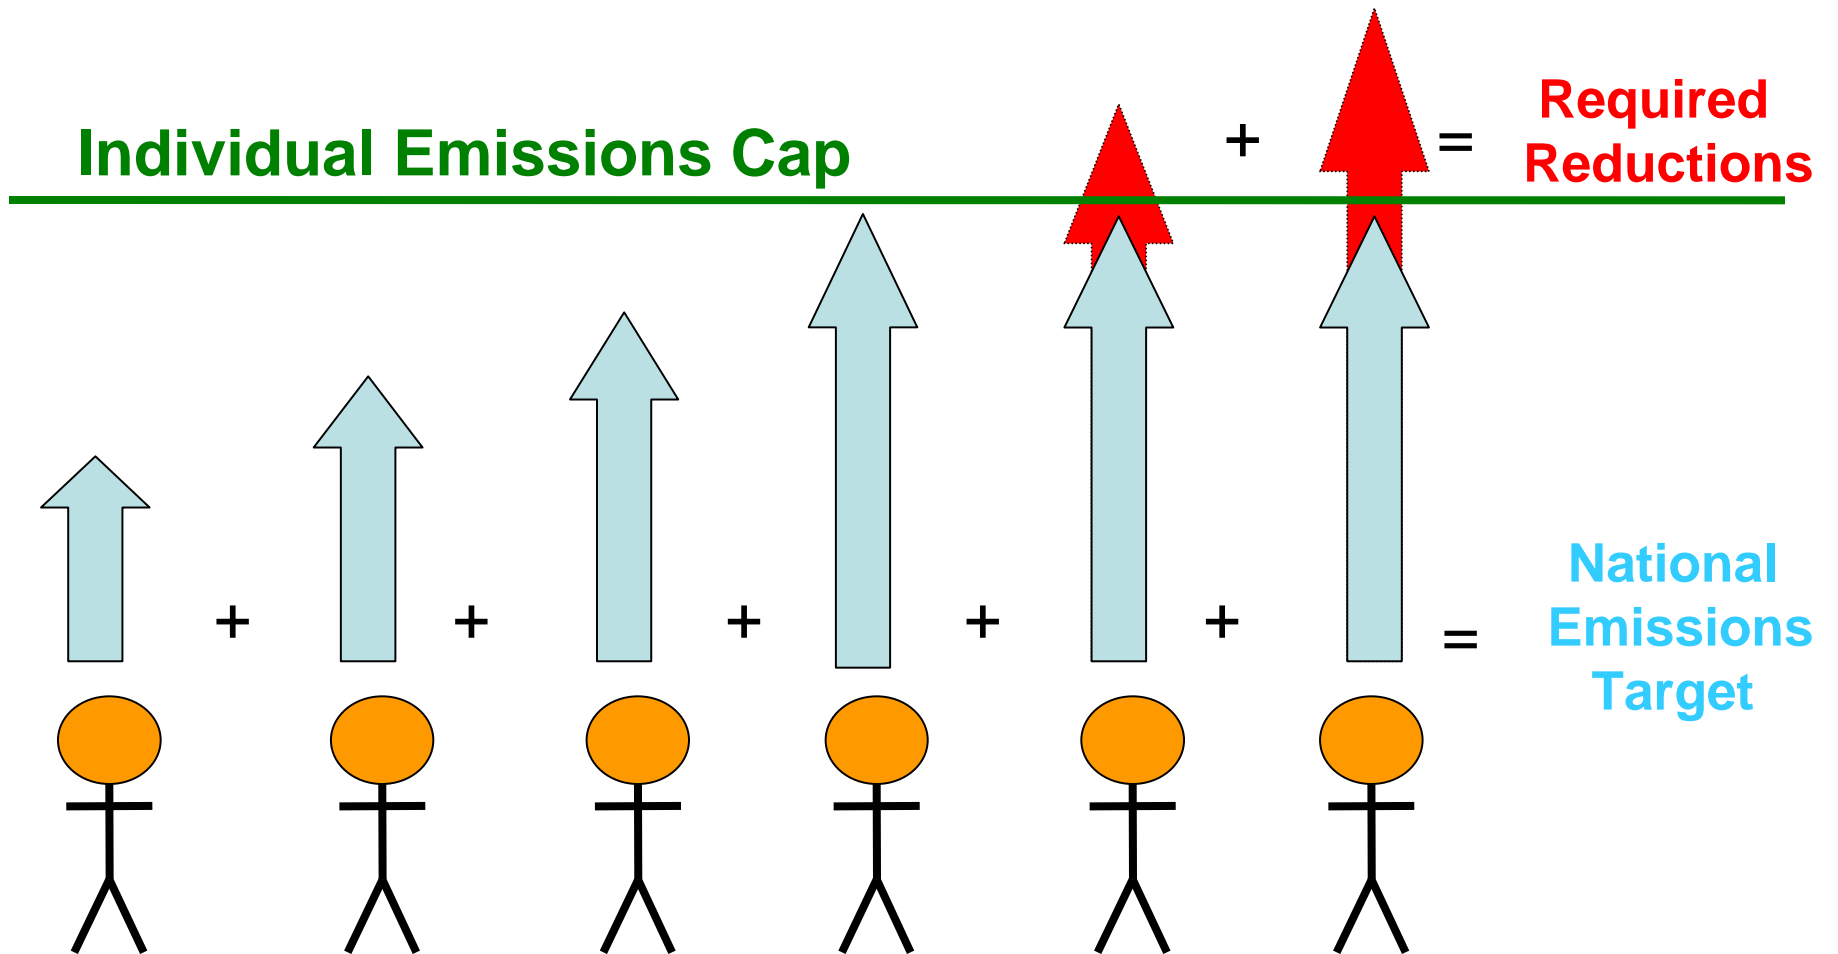 Individual Emissions Cap
+
=
Required
Reductions
+
+
+
+
+
=
National
Emissions
Target